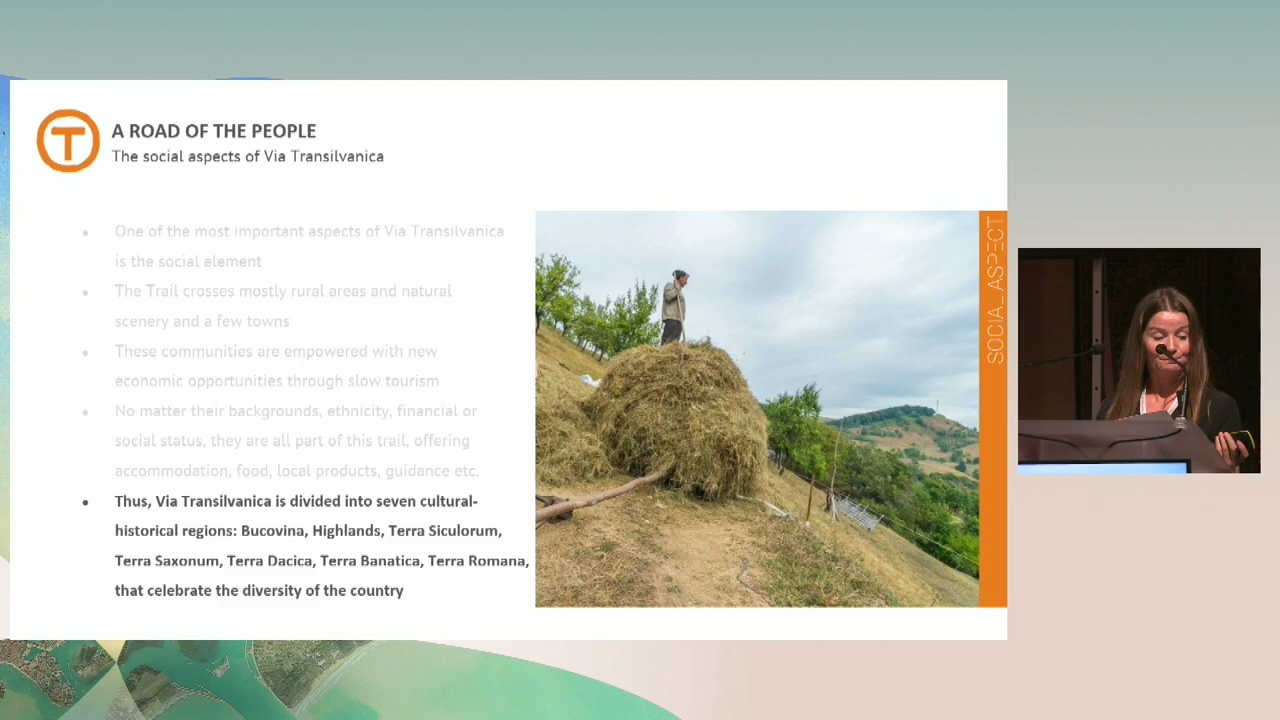 T
A ROAD OF THE PEOPLE
The social aspects of Via Transilvanica
One of the most important aspects of Via Transilvanica
is the social element
The Trail crosses mostly rural areas and natural
scenery and a few towns
These communities are empowered with new
economic opportunities through slow tourism
No matter their backgrounds, ethnicity, financial or
social status, they are all part of this trail, offering
accommodation, food, local products, guidance etc.
Thus, Via Transilvanica is divided into seven cultural-
historical regions: Bucovina, Highlands, Terra Siculorum,
Terra Saxonum, Terra Dacica, Terra Banatica, Terra Romana,
that celebrate the diversity of the country
SOCIAL_ASPECT